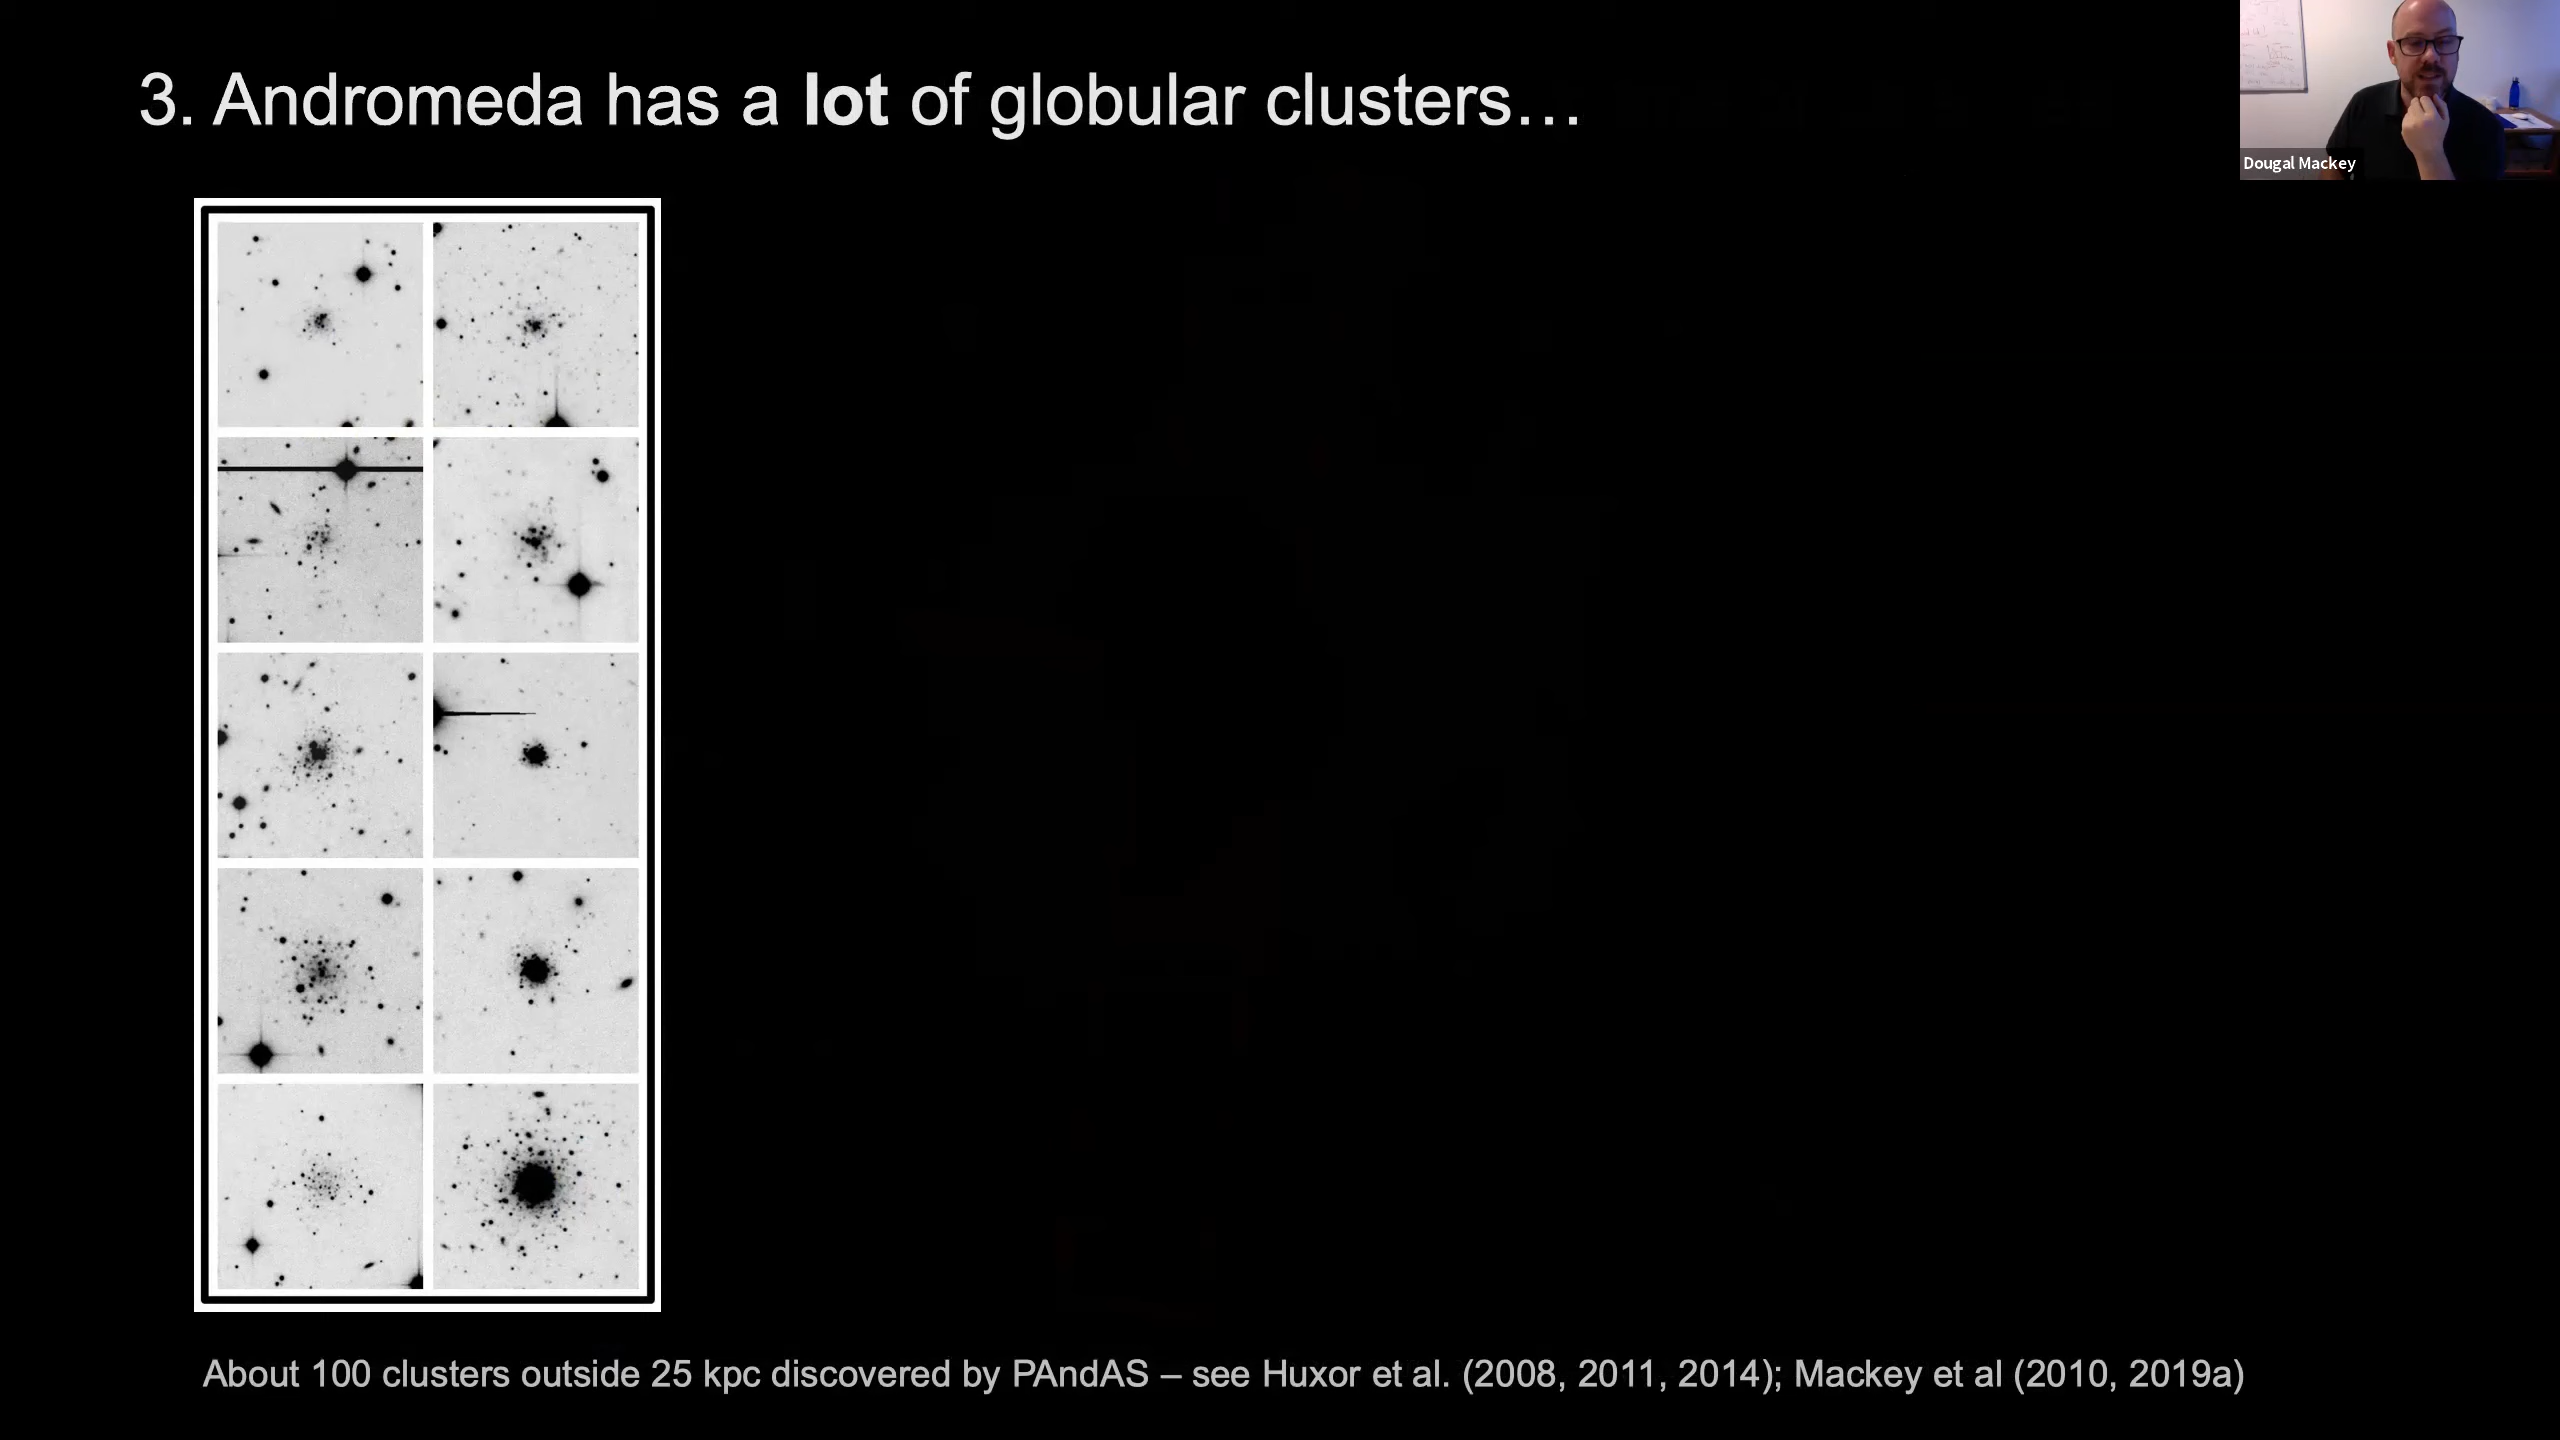 3. Andromeda has a lot of globular clusters…
Dougal Mackey
About 100 clusters outside 25 kpc discovered by PAndAS – see Huxor et al. (2008, 2011, 2014); Mackey et al (2010, 2019a)